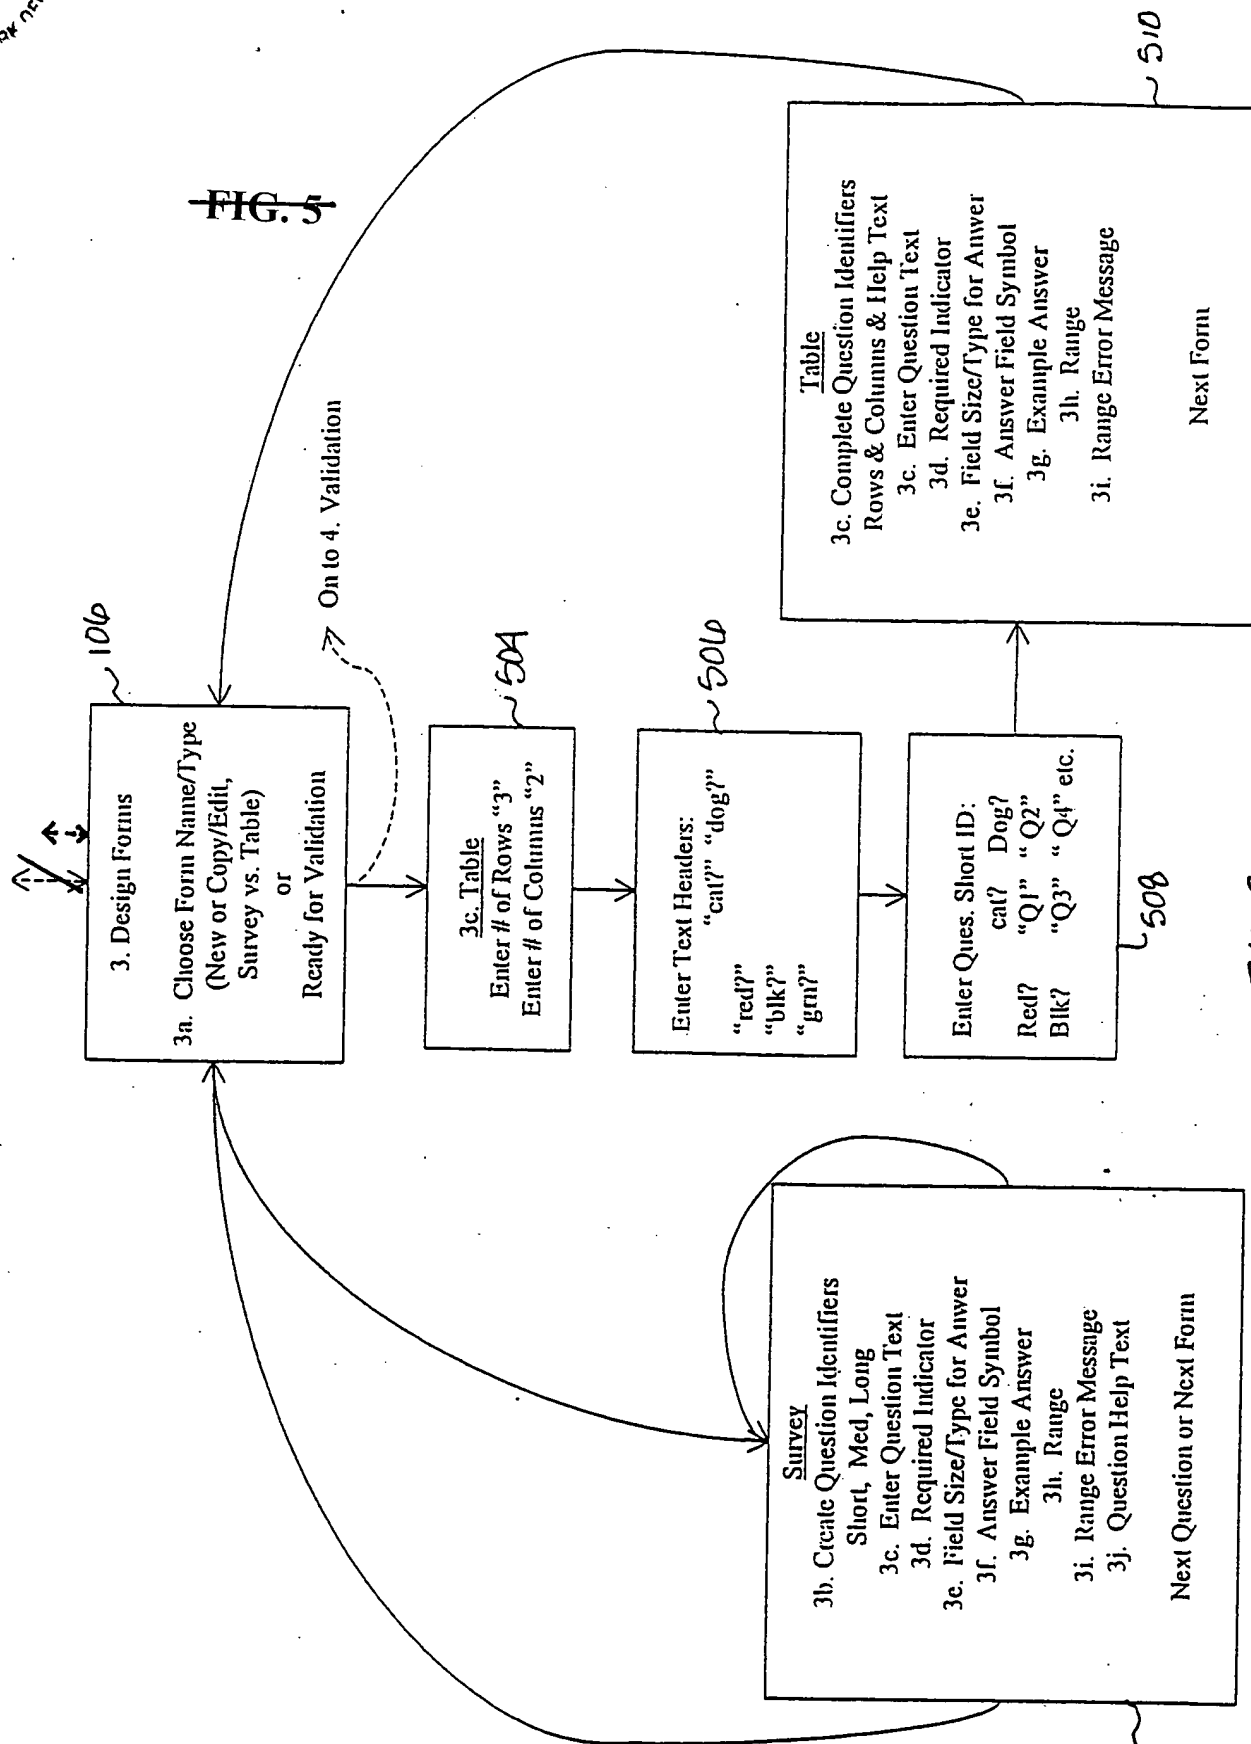 FIG. 5
106
3. Design Forms
3a. Choose Form Name/Type
(New or Copy/Edit,
Survey vs. Table)
or
Ready for Validation
On to 4. Validation
504
3c. Table
Enter # of Rows “3”
Enter # of Columns “2”
506
Enter Text Headers:
“cat?” “dog?”
“red?”
“blk?”
“grn?”
Enter Ques. Short ID:
cat? Dog?
Red? “Q1” “ Q2”
Blk? “Q3” “ Q4” etc.
508
Survey
3b. Create Question Identifiers
Short, Med, Long
3c. Enter Question Text
3d. Required Indicator
3e. Field Size/Type for Anwer
3f. Answer Field Symbol
3g. Example Answer
3h. Range
3i. Range Error Message
3j. Question Help Text
Next Question or Next Form
510
Table
3c. Complete Question Identifiers
Rows & Columns & Help Text
3c. Enter Question Text
3d. Required Indicator
3e. Field Size/Type for Anwer
3f. Answer Field Symbol
3g. Example Answer
3h. Range
3i. Range Error Message
Next Form